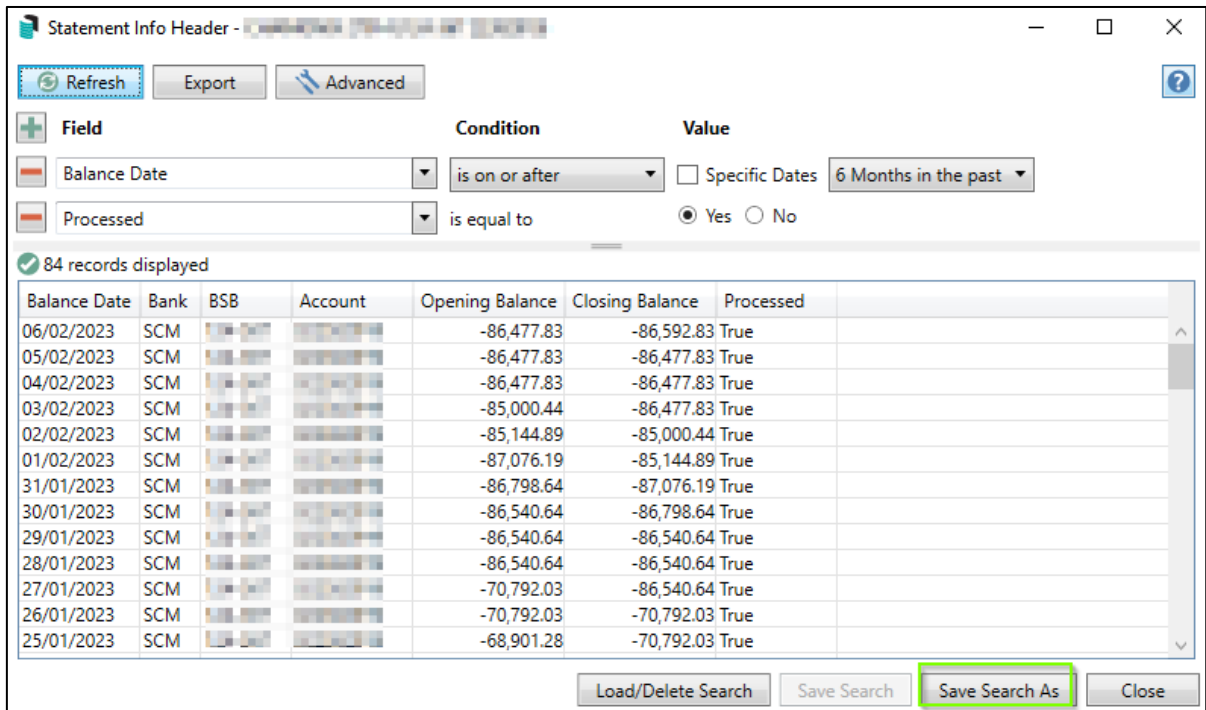 Statement Info Header -
Refresh Export Advanced
Field Condition Value
Balance Date is on or after Specific Dates 6 Months in the past
Processed is equal to Yes No
84 records displayed
Balance Date Bank BSB Account Opening Balance Closing Balance Processed
06/02/2023 SCM -86,477.83 -86,592.83 True
05/02/2023 SCM -86,477.83 -86,477.83 True
04/02/2023 SCM -86,477.83 -86,477.83 True
03/02/2023 SCM -85,000.44 -86,477.83 True
02/02/2023 SCM -85,144.89 -85,000.44 True
01/02/2023 SCM -87,076.19 -85,144.89 True
31/01/2023 SCM -86,798.64 -87,076.19 True
30/01/2023 SCM -86,540.64 -86,798.64 True
29/01/2023 SCM -86,540.64 -86,540.64 True
28/01/2023 SCM -86,540.64 -86,540.64 True
27/01/2023 SCM -70,792.03 -86,540.64 True
26/01/2023 SCM -70,792.03 -70,792.03 True
25/01/2023 SCM -68,901.28 -70,792.03 True
Load/Delete Search Save Search Save Search As Close